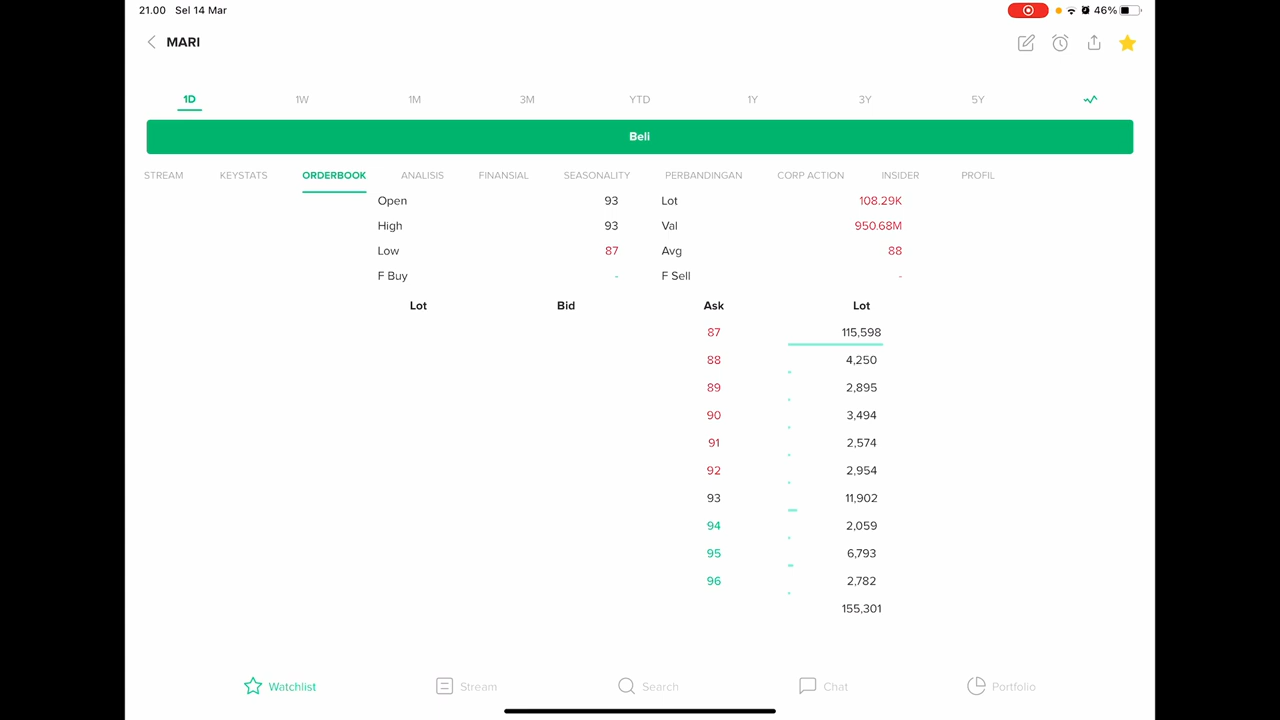 21.00 Sel 14 Mar 46%
MARI
1D 1W 1M 3M YTD 1Y 3Y 5Y
Beli
STREAM KEYSTATS ORDERBOOK ANALISIS FINANSIAL SEASONALITY PERBANDINGAN CORP ACTION INSIDER PROFIL
Open 93 Lot 108.29K
High 93 Val 950.68M
Low 87 Avg 88
F Buy - F Sell -
Lot Bid Ask Lot
87 115,598
88 4,250
89 2,895
90 3,494
91 2,574
92 2,954
93 11,902
94 2,059
95 6,793
96 2,782
155,301
Watchlist Stream Search Chat Portfolio